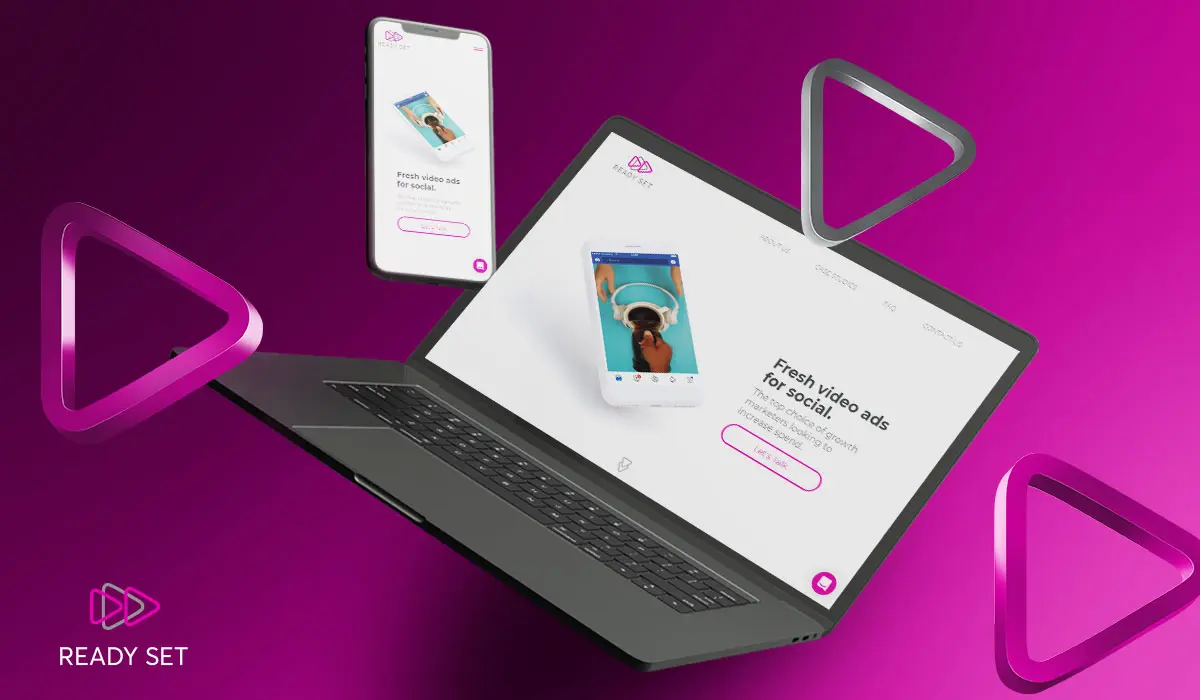 READY SET
Fresh video ads
for social.
Let's talk
READY SET
ABOUT US
CASE STUDIES
FAQ
CONTACT US
Fresh video ads
for social.
The top choice of growth
marketers looking to
increase spend.
Let's talk
READY SET